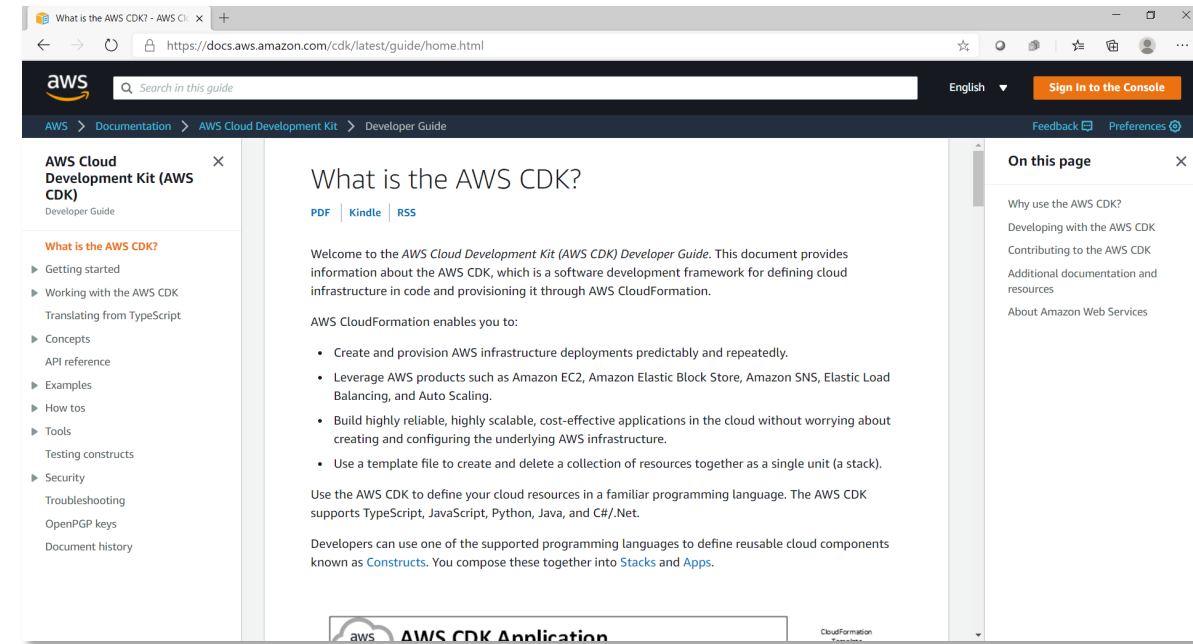 What is the AWS CDK? - AWS Cl
https://docs.aws.amazon.com/cdk/latest/guide/home.html
aws
Search in this guide
English
Sign In to the Console
AWS > Documentation > AWS Cloud Development Kit > Developer Guide
Feedback
Preferences
AWS Cloud
Development Kit (AWS
CDK)
Developer Guide
What is the AWS CDK?
Getting started
Working with the AWS CDK
Translating from TypeScript
Concepts
API reference
Examples
How tos
Tools
Testing constructs
Security
Troubleshooting
OpenPGP keys
Document history
What is the AWS CDK?
PDF
Kindle
RSS
Welcome to the AWS Cloud Development Kit (AWS CDK) Developer Guide. This document provides
information about the AWS CDK, which is a software development framework for defining cloud
infrastructure in code and provisioning it through AWS CloudFormation.
AWS CloudFormation enables you to:
• Create and provision AWS infrastructure deployments predictably and repeatedly.
• Leverage AWS products such as Amazon EC2, Amazon Elastic Block Store, Amazon SNS, Elastic Load
Balancing, and Auto Scaling.
• Build highly reliable, highly scalable, cost-effective applications in the cloud without worrying about
creating and configuring the underlying AWS infrastructure.
• Use a template file to create and delete a collection of resources together as a single unit (a stack).
Use the AWS CDK to define your cloud resources in a familiar programming language. The AWS CDK
supports TypeScript, JavaScript, Python, Java, and C#/.Net.
Developers can use one of the supported programming languages to define reusable cloud components
known as Constructs. You compose these together into Stacks and Apps.
aws
AWS CDK Application
CloudFormation
Template
On this page
Why use the AWS CDK?
Developing with the AWS CDK
Contributing to the AWS CDK
Additional documentation and
resources
About Amazon Web Services